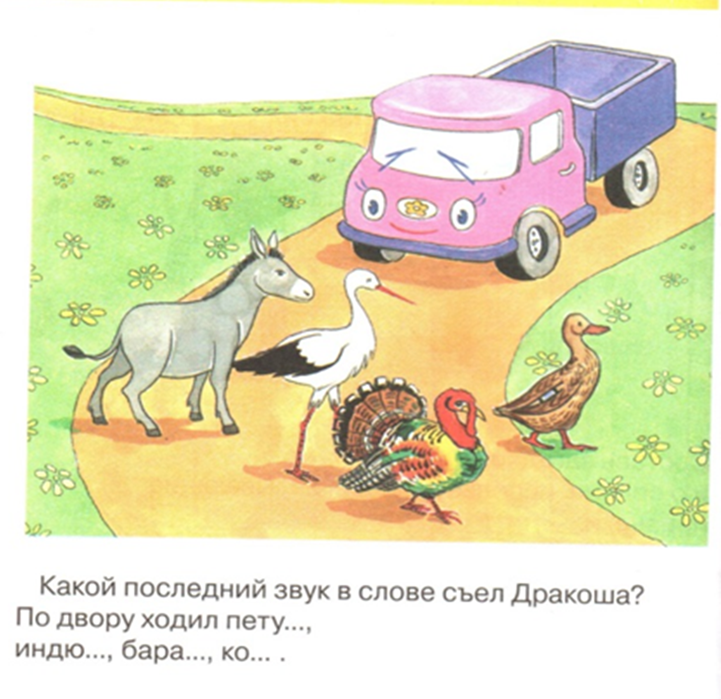 Какой последний звук в слове съел Дракоша?
По двору ходил пету...,
индю..., бара..., ко... .